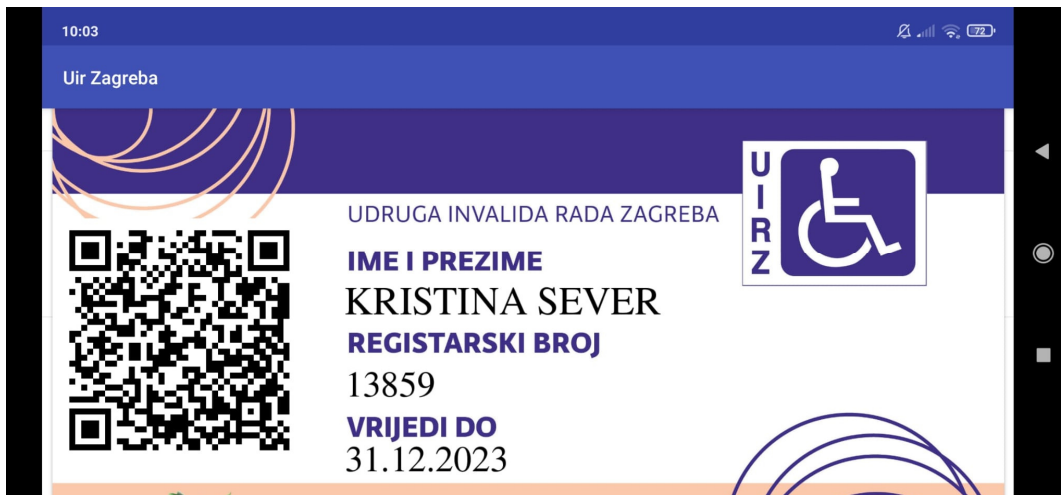 10:03
72
Uir Zagreba
UIRZ
UDRUGA INVALIDA RADA ZAGREBA
IME I PREZIME
KRISTINA SEVER
REGISTARSKI BROJ
13859
VRIJEDI DO
31.12.2023